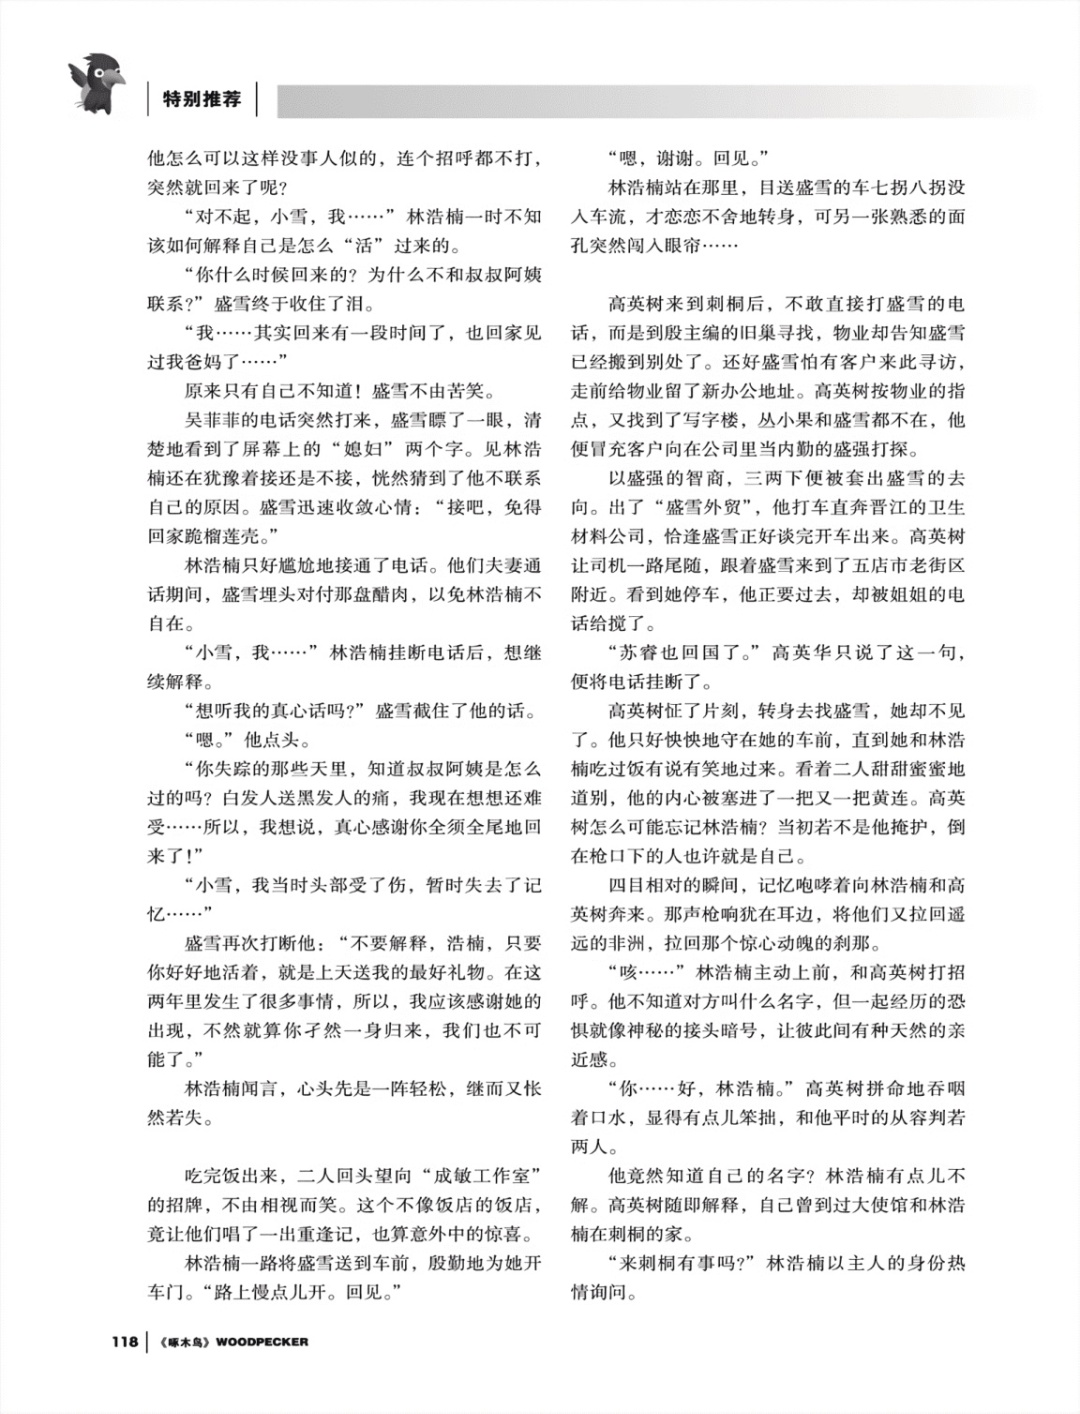 特别推荐
他怎么可以这样没事人似的，连个招呼都不打，
突然就回来了呢？
“对不起，小雪，我……”林浩楠一时不知
该如何解释自己是怎么“活”过来的。
“你什么时候回来的？为什么不和叔叔阿姨
联系？”盛雪终于收住了泪。
“我……其实回来有一段时间了，也回家见
过我爸妈了……”
原来只有自己不知道！盛雪不由苦笑。
吴菲菲的电话突然打来，盛雪瞟了一眼，清
楚地看到了屏幕上的“媳妇”两个字。见林浩
楠还在犹豫着接还是不接，恍然猜到了他不联系
自己的原因。盛雪迅速收敛心情：“接吧，免得
回家跪榴莲壳。”
林浩楠只好尴尬地接通了电话。他们夫妻通
话期间，盛雪埋头对付那盘醋肉，以免林浩楠不
自在。
“小雪，我……”林浩楠挂断电话后，想继
续解释。
“想听我的真心话吗？”盛雪截住了他的话。
“嗯。”他点头。
“你失踪的那些天里，知道叔叔阿姨是怎么
过的吗？白发人送黑发人的痛，我现在想想还难
受……所以，我想说，真心感谢你全须全尾地回
来了！”
“小雪，我当时头部受了伤，暂时失去了记
忆……”
盛雪再次打断他：“不要解释，浩楠，只要
你好好地活着，就是上天送我的最好礼物。在这
两年里发生了很多事情，所以，我应该感谢她的
出现，不然就算你孑然一身归来，我们也不可
能了。”
林浩楠闻言，心头先是一阵轻松，继而又怅
然若失。
吃完饭出来，二人回头望向“成敏工作室”
的招牌，不由相视而笑。这个不像饭店的饭店，
竟让他们唱了一出重逢记，也算意外中的惊喜。
林浩楠一路将盛雪送到车前，殷勤地为她开
车门。“路上慢点儿开。回见。”
“嗯，谢谢。回见。”
林浩楠站在那里，目送盛雪的车七拐八拐没
入车流，才恋恋不舍地转身，可另一张熟悉的面
孔突然闯入眼帘……
高英树来到刺桐后，不敢直接打盛雪的电
话，而是到殷主编的旧巢寻找，物业却告知盛雪
已经搬到别处了。还好盛雪怕有客户来此寻访，
走前给物业留了新办公地址。高英树按物业的指
点，又找到了写字楼，丛小果和盛雪都不在，他
便冒充客户向在公司里当内勤的盛强打探。
以盛强的智商，三两下便被套出盛雪的去
向。出了“盛雪外贸”，他打车直奔晋江的卫生
材料公司，恰逢盛雪正好谈完开车出来。高英树
让司机一路尾随，跟着盛雪来到了五店市老街区
附近。看到她停车，他正要过去，却被姐姐的电
话给搅了。
“苏睿也回国了。”高英华只说了这一句，
便将电话挂断了。
高英树怔了片刻，转身去找盛雪，她却不见
了。他只好怏怏地守在她的车前，直到她和林浩
楠吃过饭有说有笑地过来。看着二人甜甜蜜蜜地
道别，他的内心被塞进了一把又一把黄连。高英
树怎么可能忘记林浩楠？当初若不是他掩护，倒
在枪口下的人也许就是自己。
四目相对的瞬间，记忆咆哮着向林浩楠和高
英树奔来。那声枪响犹在耳边，将他们又拉回遥
远的非洲，拉回那个惊心动魄的刹那。
“咳……”林浩楠主动上前，和高英树打招
呼。他不知道对方叫什么名字，但一起经历的恐
惧就像神秘的接头暗号，让彼此间有种天然的亲
近感。
“你……好，林浩楠。”高英树拼命地吞咽
着口水，显得有点儿笨拙，和他平时的从容判若
两人。
他竟然知道自己的名字？林浩楠有点儿不
解。高英树随即解释，自己曾到过大使馆和林浩
楠在刺桐的家。
“来刺桐有事吗？”林浩楠以主人的身份热
情询问。
118 《啄木鸟》WOODPECKER